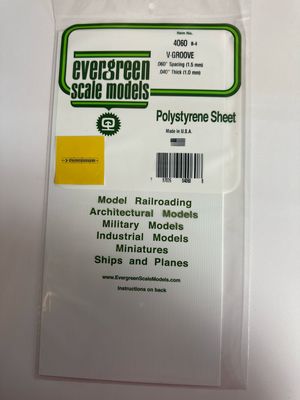 Item No.
4060 B-4
V-GROOVE
.060" Spacing (1.5 mm)
.040" Thick (1.0 mm)
evergreen
scale models
Polystyrene Sheet
Made in U.S.A.
Model Railroading
Architectural Models
Military Models
Industrial Models
Miniatures
Ships and Planes
www.EvergreenScaleModels.com
Instructions on back